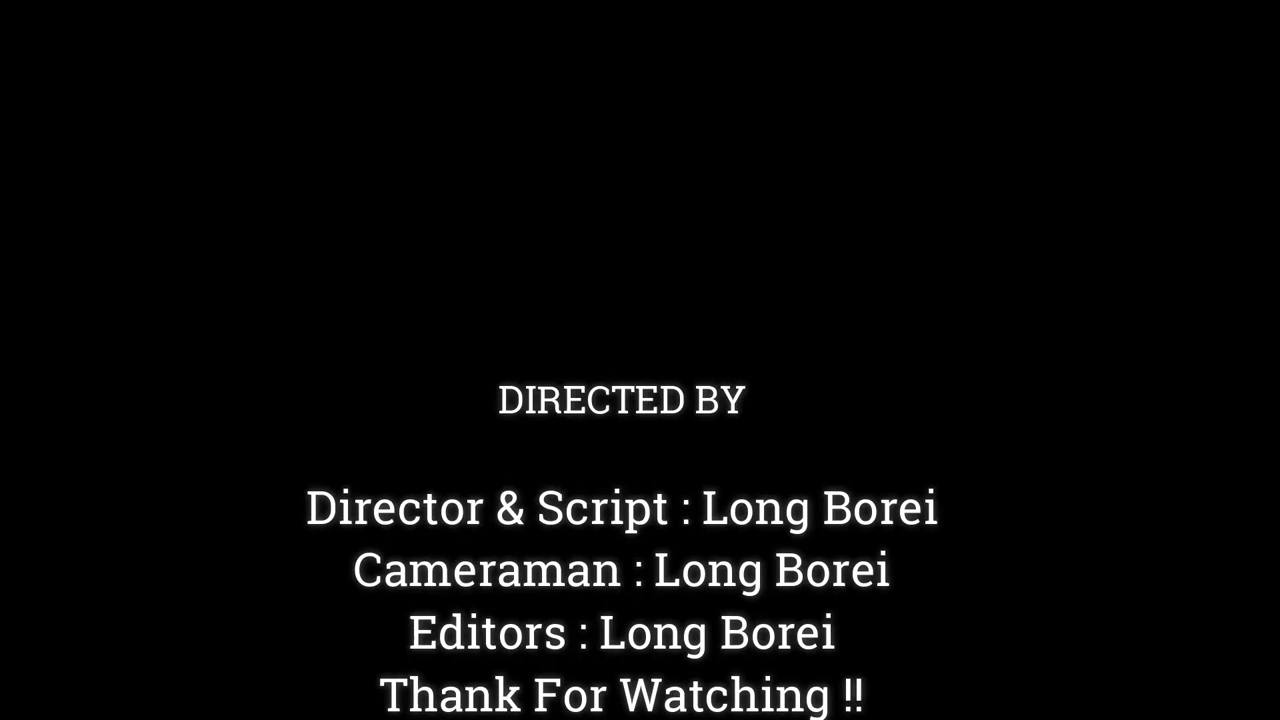 DIRECTED BY
Director & Script : Long Borei
Cameraman : Long Borei
Editors : Long Borei
Thank For Watching !!